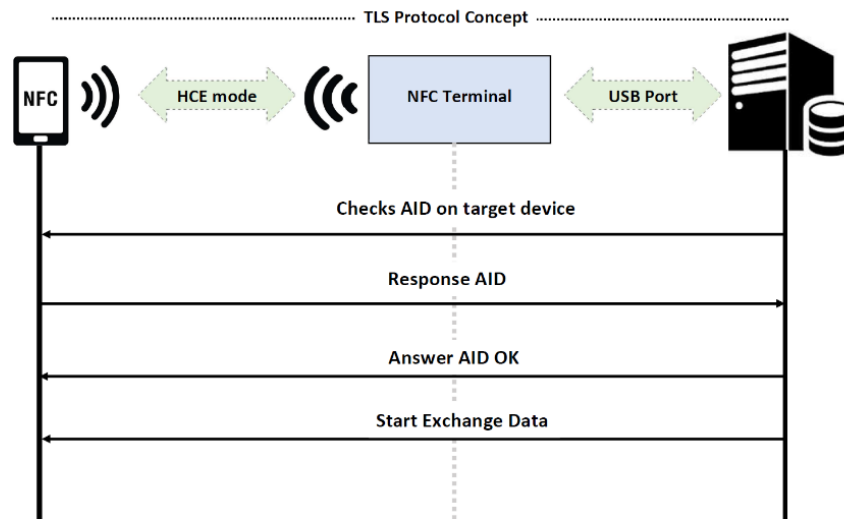 TLS Protocol Concept
NFC
HCE mode
NFC Terminal
USB Port
Checks AID on target device
Response AID
Answer AID OK
Start Exchange Data